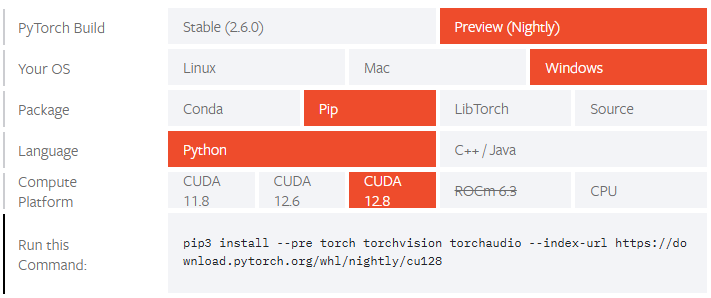 PyTorch Build
Stable (2.6.0)
Preview (Nightly)
Your OS
Linux
Mac
Windows
Package
Conda
Pip
LibTorch
Source
Language
Python
C++ / Java
Compute
Platform
CUDA
11.8
CUDA
12.6
CUDA
12.8
ROCm 6.3
CPU
Run this
Command:
pip3 install --pre torch torchvision torchaudio --index-url https://do
wnload.pytorch.org/whl/nightly/cu128